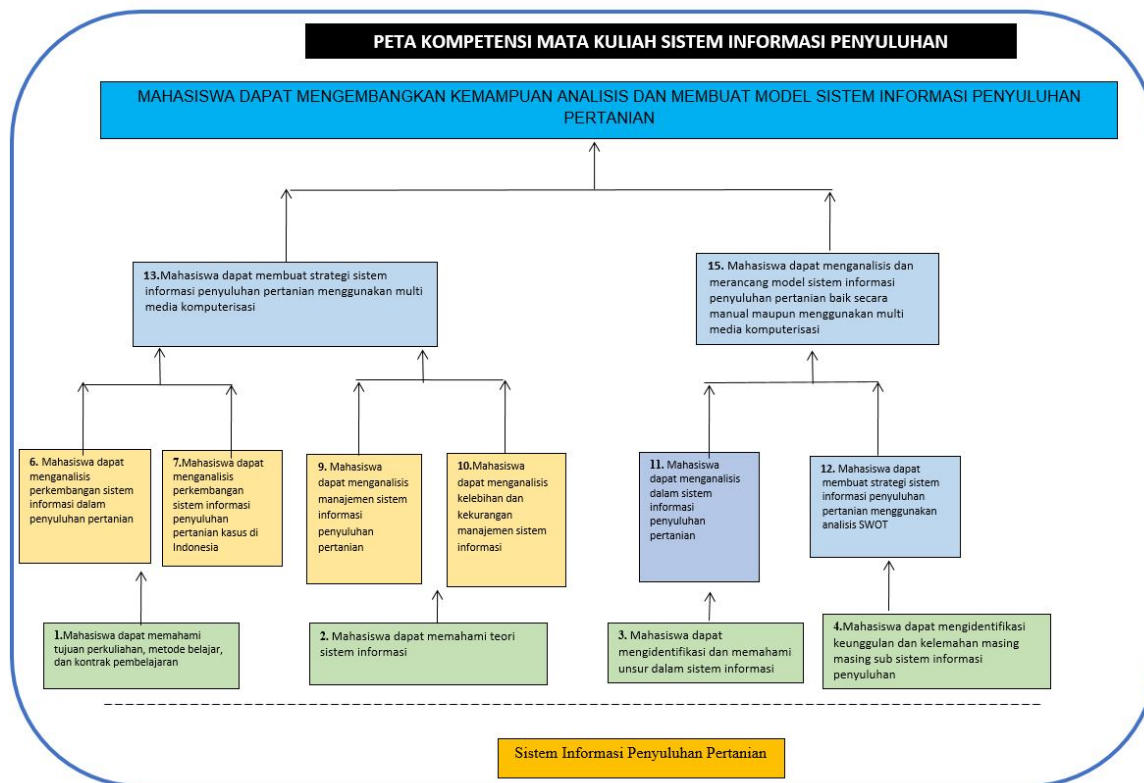 PETA KOMPETENSI MATA KULIAH SISTEM INFORMASI PENYULUHAN
MAHASISWA DAPAT MENGEMBANGKAN KEMAMPUAN ANALISIS DAN MEMBUAT MODEL SISTEM INFORMASI PENYULUHAN
PERTANIAN
13.Mahasiswa dapat membuat strategi sistem
informasi penyuluhan pertanian menggunakan multi
media komputerisasi
15. Mahasiswa dapat menganalisis dan
merancang model sistem informasi
penyuluhan pertanian baik secara
manual maupun menggunakan multi
media komputerisasi
6. Mahasiswa dapat
menganalisis
perkembangan sistem
informasi dalam
penyuluhan pertanian
7.Mahasiswa dapat
menganalisis
perkembangan
sistem informasi
penyuluhan
pertanian kasus di
Indonesia
9. Mahasiswa
dapat menganalisis
manajemen sistem
informasi
penyuluhan
pertanian
10.Mahasiswa
dapat menganalisis
kelebihan dan
kekurangan
manajemen sistem
informasi
11. Mahasiswa
dapat menganalisis
dalam sistem
informasi
penyuluhan
pertanian
12. Mahasiswa dapat
membuat strategi sistem
informasi penyuluhan
pertanian menggunakan
analisis SWOT
1.Mahasiswa dapat memahami
tujuan perkuliahan, metode belajar,
dan kontrak pembelajaran
2. Mahasiswa dapat memahami teori
sistem informasi
3. Mahasiswa dapat
mengidentifikasi dan memahami
unsur dalam sistem informasi
4.Mahasiswa dapat mengidentifikasi
keunggulan dan kelemahan masing
masing sub sistem informasi
penyuluhan
Sistem Informasi Penyuluhan Pertanian